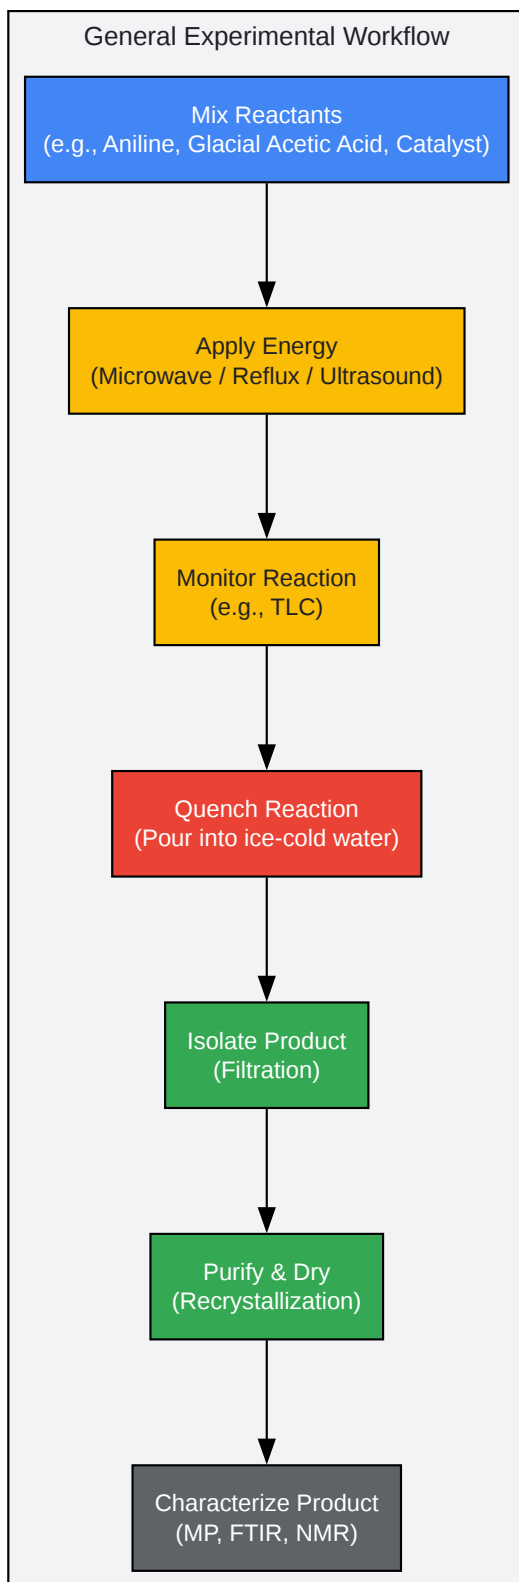 General Experimental Workflow
Mix Reactants
(e.g., Aniline, Glacial Acetic Acid, Catalyst)
Apply Energy
(Microwave / Reflux / Ultrasound)
Monitor Reaction
(e.g., TLC)
Quench Reaction
(Pour into ice-cold water)
Isolate Product
(Filtration)
Purify & Dry
(Recrystallization)
Characterize Product
(MP, FTIR, NMR)